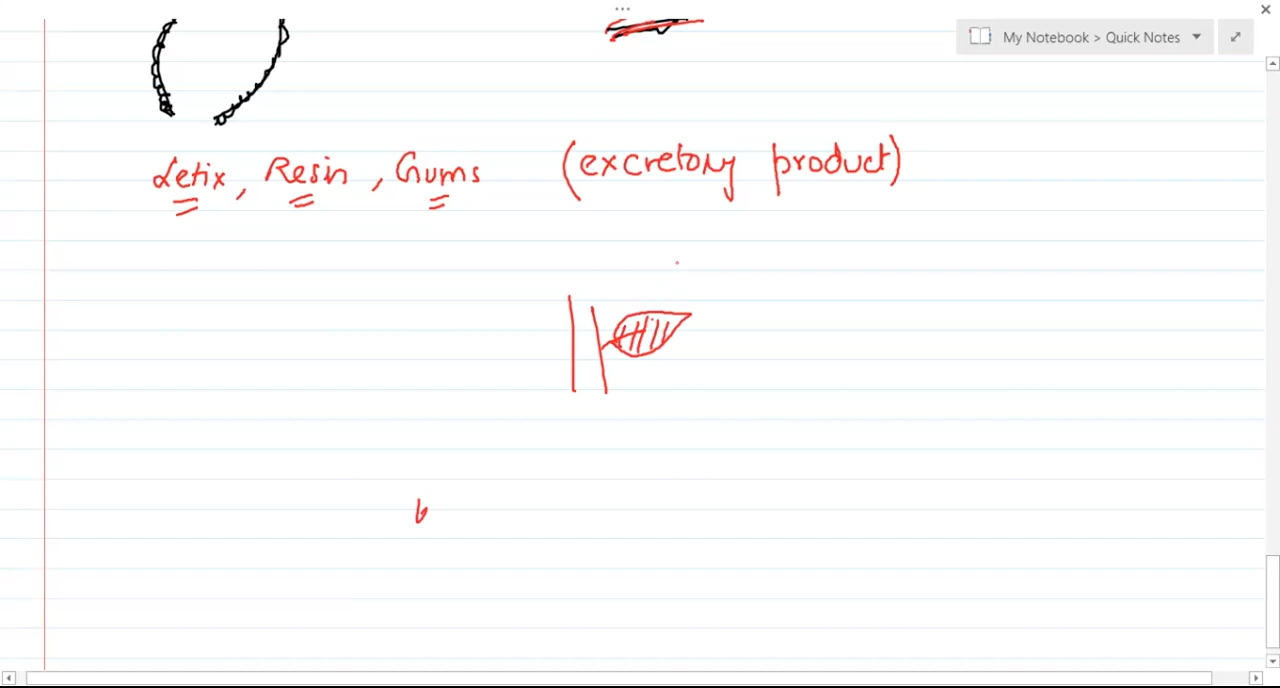 My Notebook > Quick Notes
Letix, Resin, Gums (excretory product)